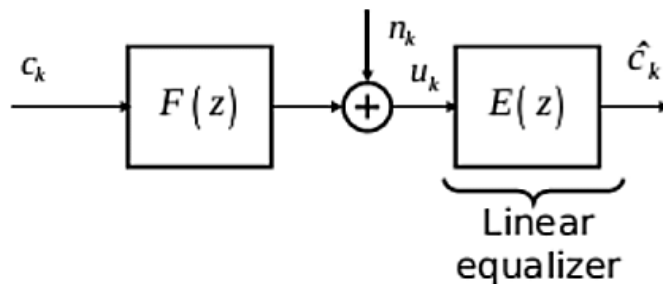 n_k
c_k
F(z)
+
u_k
E(z)
ĉ_k
Linear
equalizer